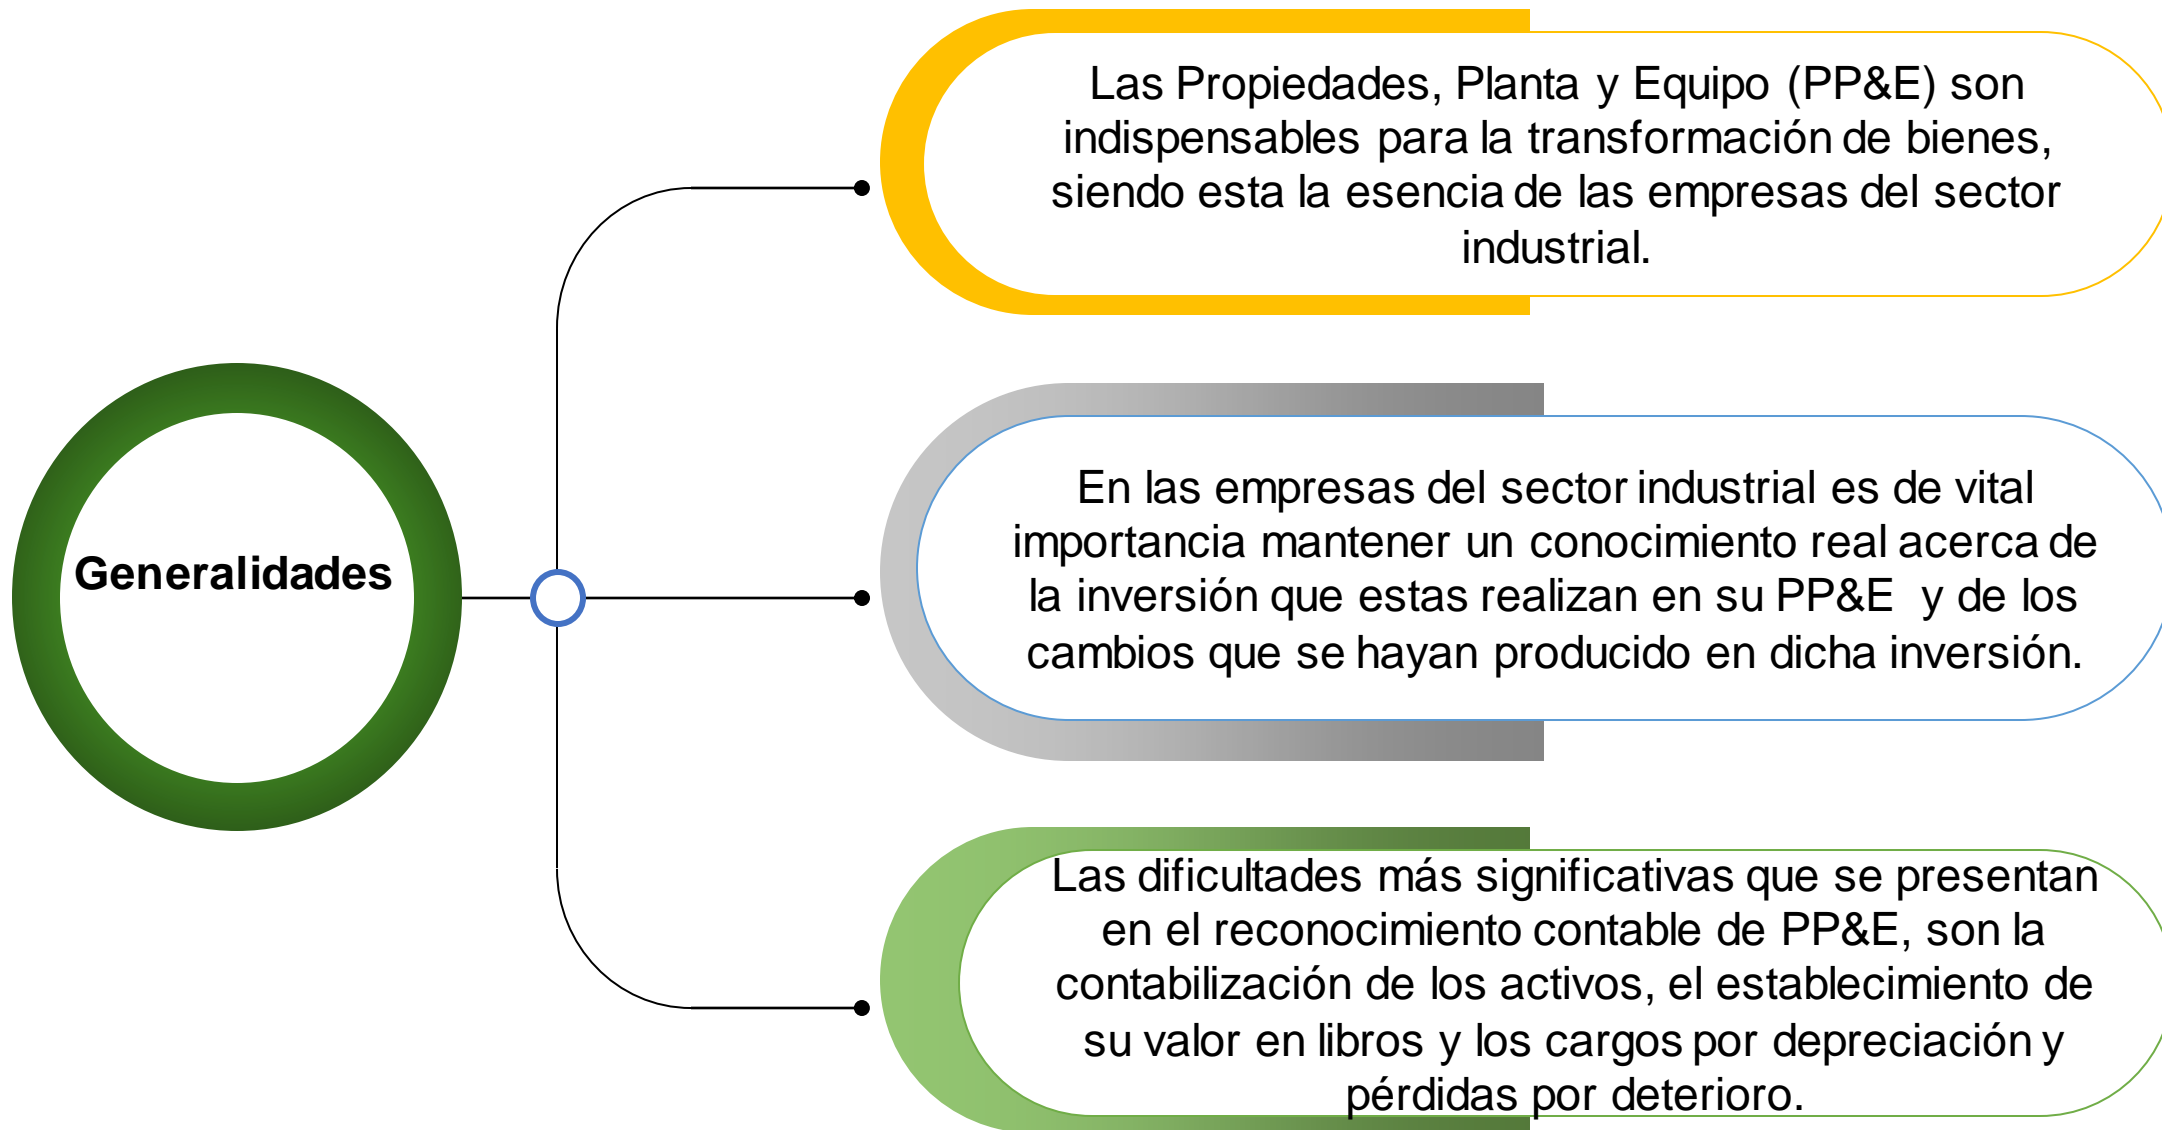 Generalidades
Las Propiedades, Planta y Equipo (PP&E) son
indispensables para la transformación de bienes,
siendo esta la esencia de las empresas del sector
industrial.
En las empresas del sector industrial es de vital
importancia mantener un conocimiento real acerca de
la inversión que estas realizan en su PP&E y de los
cambios que se hayan producido en dicha inversión.
Las dificultades más significativas que se presentan
en el reconocimiento contable de PP&E, son la
contabilización de los activos, el establecimiento de
su valor en libros y los cargos por depreciación y
pérdidas por deterioro.